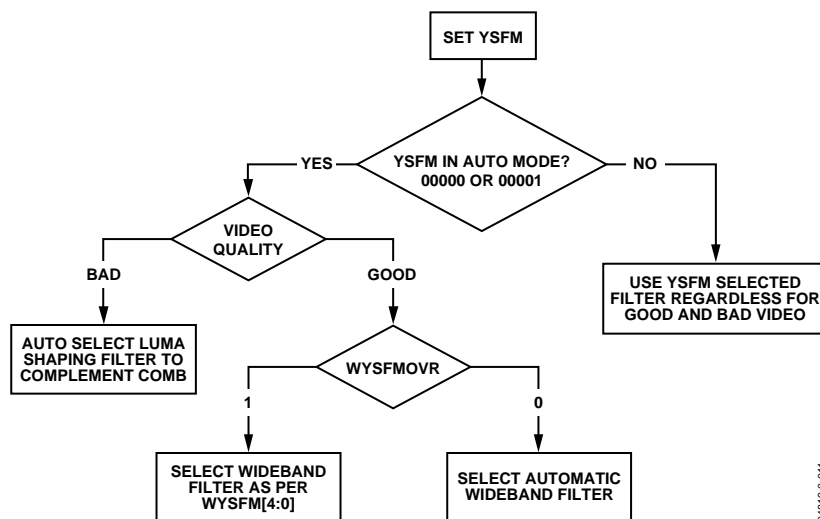 SET YSFM
YSFM IN AUTO MODE?
00000 OR 00001
YES
NO
VIDEO
QUALITY
BAD
GOOD
USE YSFM SELECTED
FILTER REGARDLESS FOR
GOOD AND BAD VIDEO
AUTO SELECT LUMA
SHAPING FILTER TO
COMPLEMENT COMB
WYSFMOVR
1
0
SELECT WIDEBAND
FILTER AS PER
WYSFM[4:0]
SELECT AUTOMATIC
WIDEBAND FILTER